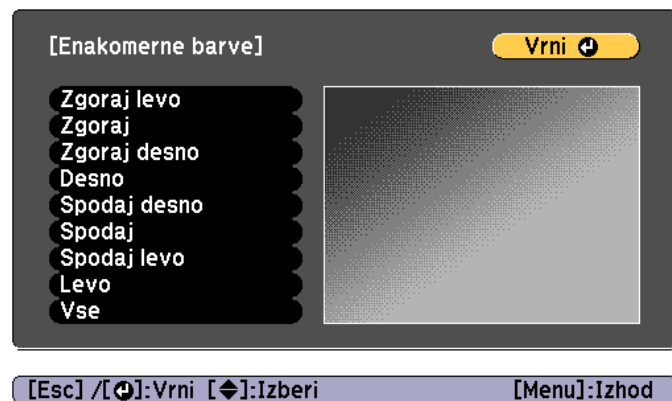 [Enakomerne barve]
Vrni
Zgoraj levo
Zgoraj
Zgoraj desno
Desno
Spodaj desno
Spodaj
Spodaj levo
Levo
Vse
[Esc] /[⏎]:Vrni [◆]:Izberi [Menu]:Izhod